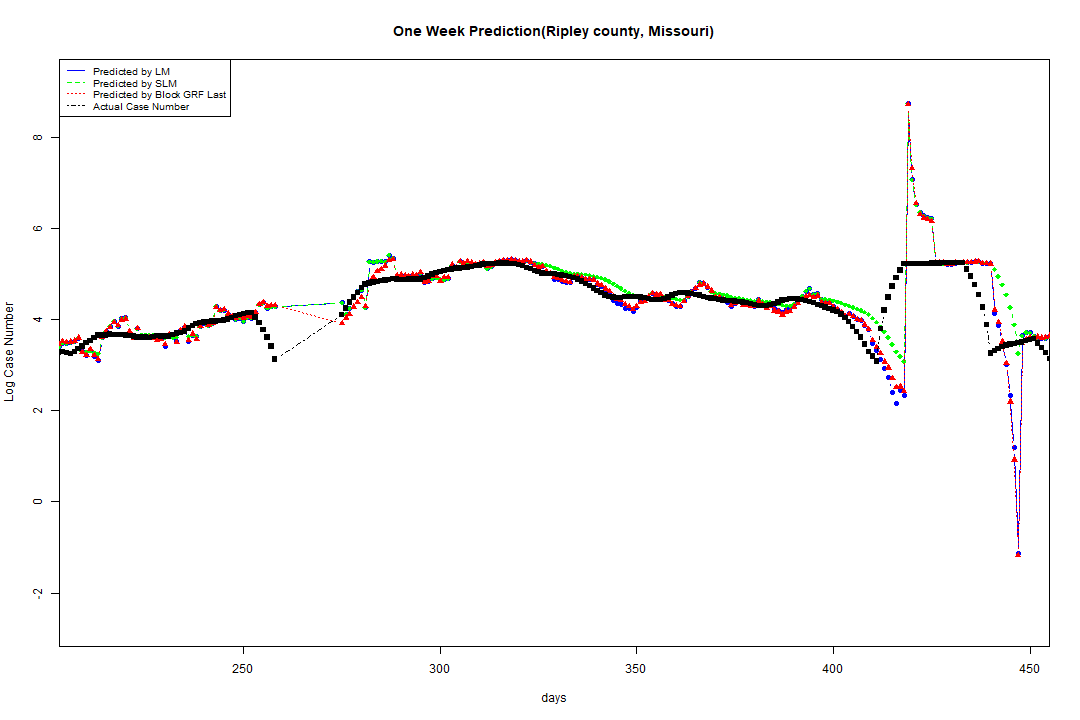 One Week Prediction(Ripley county, Missouri)
Predicted by LM
Predicted by SLM
Predicted by Block GRF Last
Actual Case Number
8
6
4
2
0
-2
Log Case Number
250
300
350
400
450
days